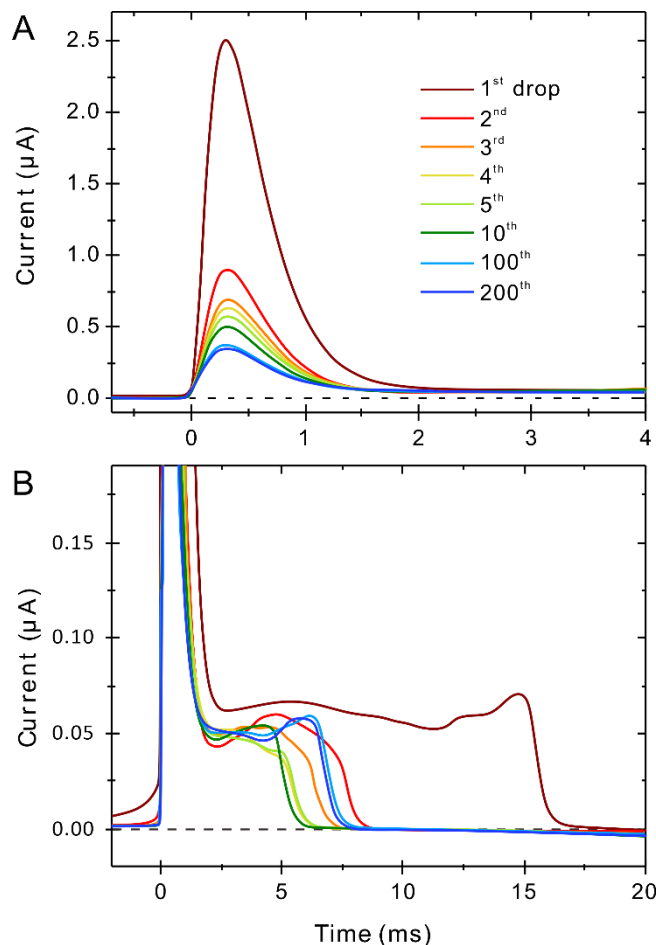 A
Current (µA)
2.5
2.0
1.5
1.0
0.5
0.0
1st drop
2nd
3rd
4th
5th
10th
100th
200th
0 1 2 3 4
B
Current (µA)
0.15
0.10
0.05
0.00
0 5 10 15 20
Time (ms)